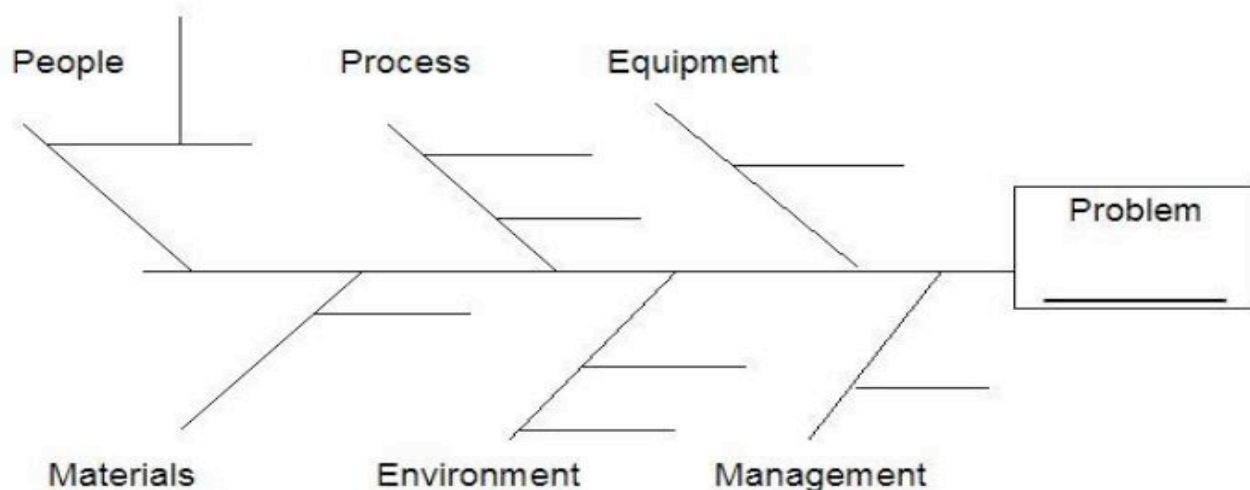 People Process Equipment
Problem
Materials Environment Management